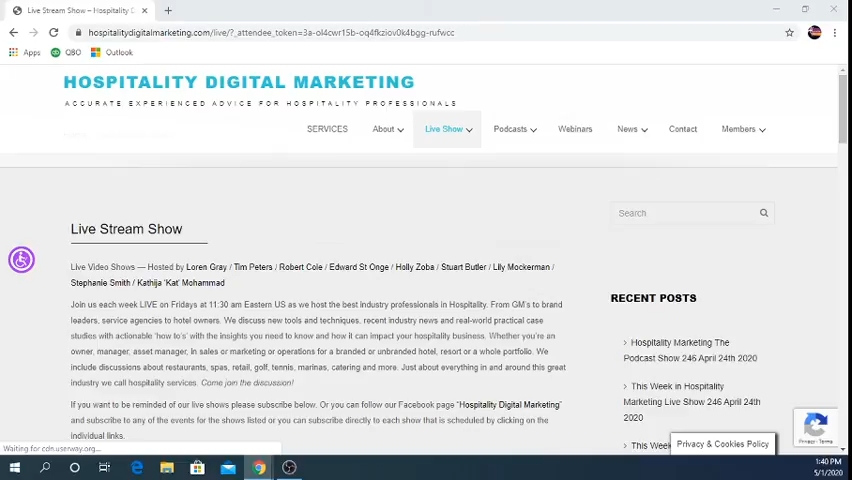 Live Stream Show – Hospitality D
hospitalitydigitalmarketing.com/live/?_attendee_token=3a-ol4cwr15b-oq4fkziov0k4bgg-rufwcc
Apps QBO Outlook
HOSPITALITY DIGITAL MARKETING
ACCURATE EXPERIENCED ADVICE FOR HOSPITALITY PROFESSIONALS
SERVICES About Live Show Podcasts Webinars News Contact Members
Search
Live Stream Show
Live Video Shows — Hosted by Loren Gray / Tim Peters / Robert Cole / Edward St Onge / Holly Zoba / Stuart Butler / Lily Mockerman /
Stephanie Smith / Kathija 'Kat' Mohammad
Join us each week LIVE on Fridays at 11:30 am Eastern US as we host the best industry professionals in Hospitality. From GM's to brand
leaders, service agencies to hotel owners. We discuss new tools and techniques, recent industry news and real-world practical case
studies with actionable 'how to's' with the insights you need to know and how it can impact your hospitality business. Whether you're an
owner, manager, asset manager, in sales or marketing or operations for a branded or unbranded hotel, resort or a whole portfolio. We
include discussions about restaurants, spas, retail, golf, tennis, marinas, catering and more. Just about everything in and around this great
industry we call hospitality services. Come join the discussion!
If you want to be reminded of our live shows please subscribe below. Or you can follow our Facebook page "Hospitality Digital Marketing"
and subscribe to any of the events for the shows listed or you can subscribe directly to each show that is scheduled by clicking on the
individual links.
RECENT POSTS
Hospitality Marketing The
Podcast Show 246 April 24th 2020
This Week in Hospitality
Marketing Live Show 246 April 24th
2020
This Week
Privacy & Cookies Policy
Privacy - Terms
Waiting for cdn.userway.org...
1:40 PM
5/1/2020